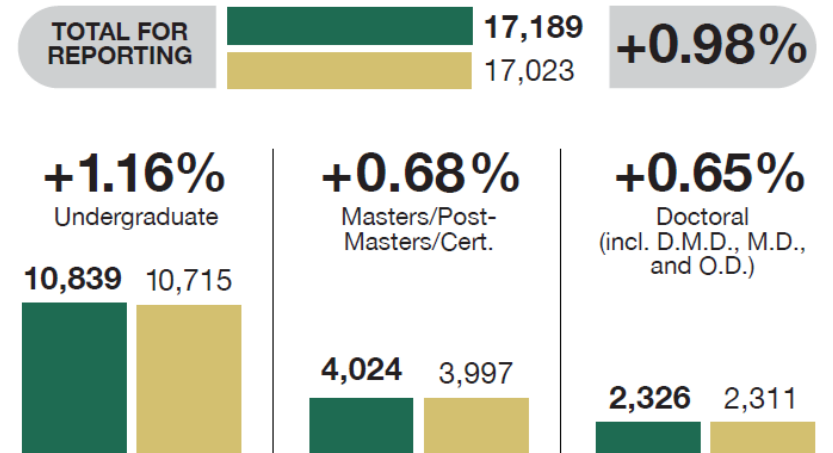 TOTAL FOR
REPORTING
17,189
17,023
+0.98%
+1.16%
Undergraduate
10,839 10,715
+0.68%
Masters/Post-
Masters/Cert.
4,024 3,997
+0.65%
Doctoral
(incl. D.M.D., M.D.,
and O.D.)
2,326 2,311